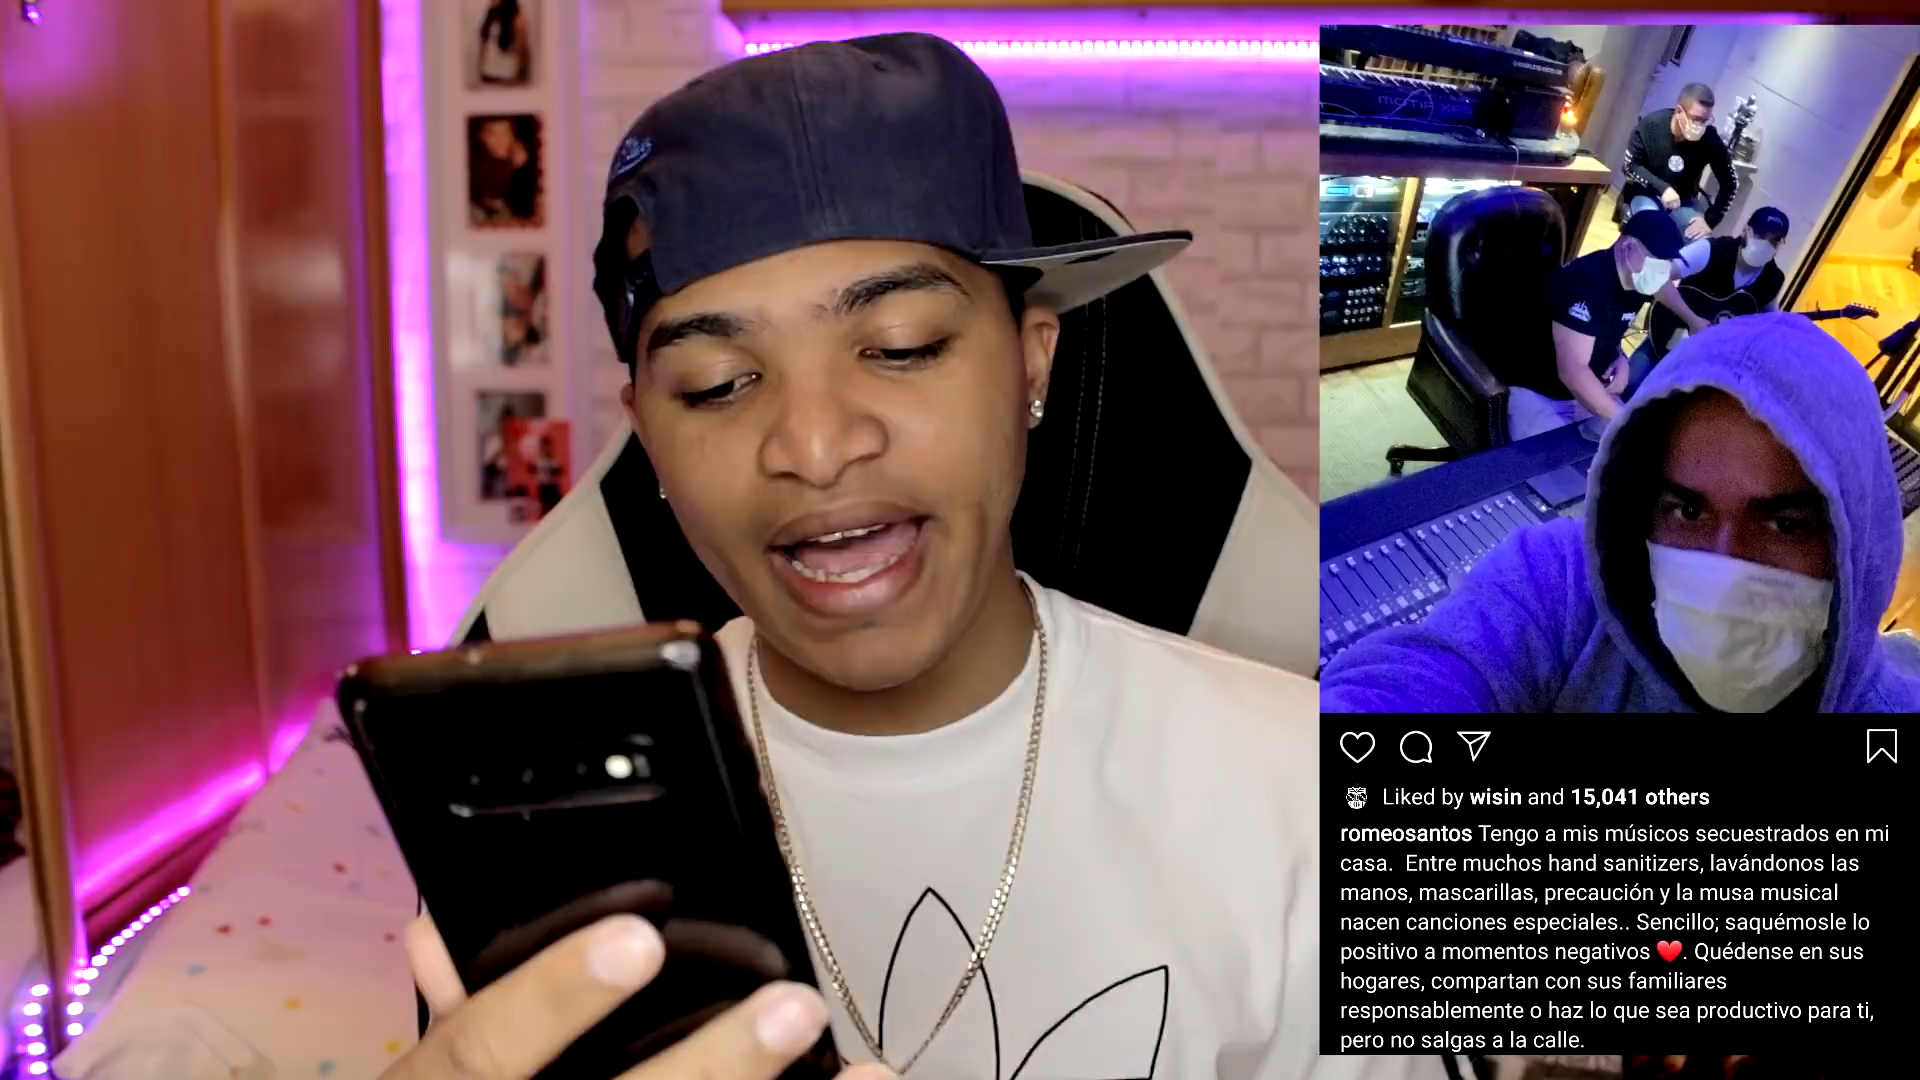 MOTIF XF
Liked by wisin and 15,041 others
romeosantos Tengo a mis músicos secuestrados en mi
casa. Entre muchos hand sanitizers, lavándonos las
manos, mascarillas, precaución y la musa musical
nacen canciones especiales.. Sencillo; saquémosle lo
positivo a momentos negativos ❤️. Quédense en sus
hogares, compartan con sus familiares
responsablemente o haz lo que sea productivo para ti,
pero no salgas a la calle.